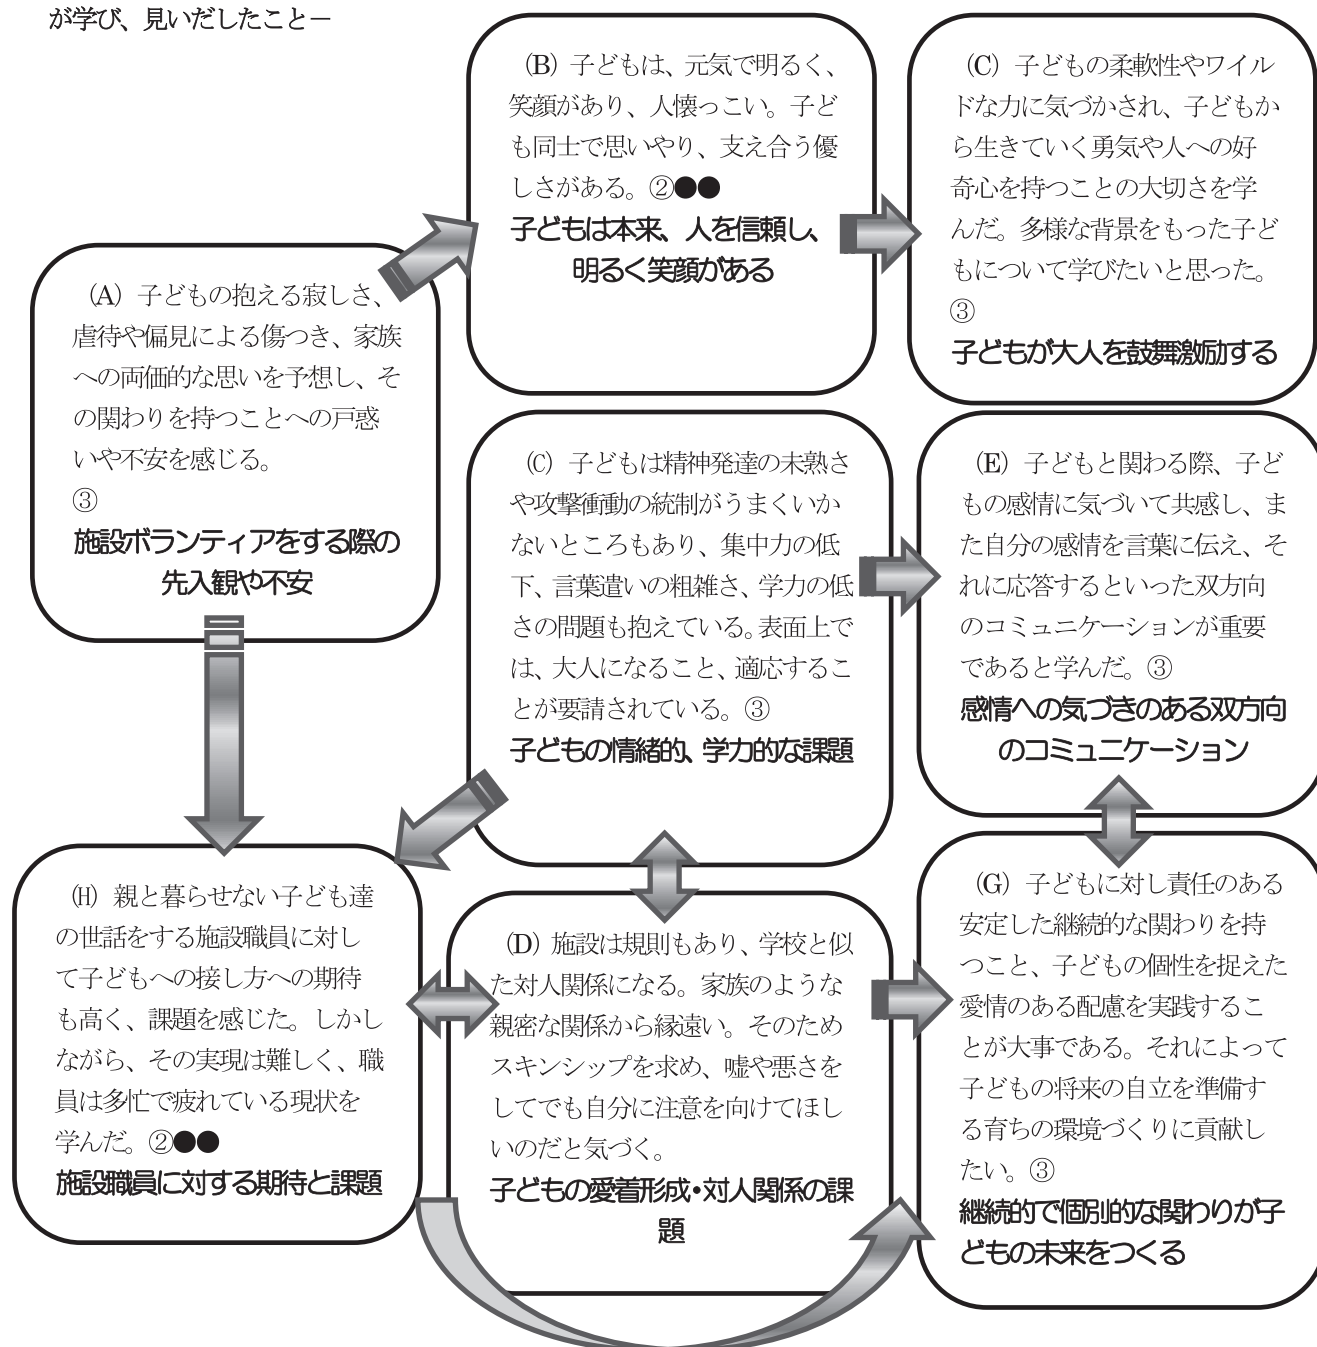 が学び、見いだしたこと－
(B) 子どもは、元気で明るく、
笑顔があり、人懐っこい。子ど
も同士で思いやり、支え合う優
しさがある。②●●
子どもは本来、人を信頼し、
明るく笑顔がある
(C) 子どもの柔軟性やワイル
ドな力に気づかされ、子どもか
ら生きていく勇気や人への好
奇心を持つことの大切さを学
んだ。多様な背景をもった子ど
もについて学びたいと思った。
③
子どもが大人を鼓舞激励する
(A) 子どもの抱える寂しさ、
虐待や偏見による傷つき、家族
への両価的な思いを予想し、そ
の関わりを持つことへの戸惑
いや不安を感じる。
③
施設ボランティアをする際の
先入観や不安
(C) 子どもは精神発達の未熟さ
や攻撃衝動の統制がうまくいか
ないところもあり、集中力の低
下、言葉遣いの粗雑さ、学力の低
さの問題も抱えている。表面上で
は、大人になること、適応するこ
とが要請されている。③
子どもの情緒的、学力的な課題
(E) 子どもと関わる際、子ど
もの感情に気づいて共感し、ま
た自分の感情を言葉に伝え、そ
れに応答するといった双方向
のコミュニケーションが重要
であると学んだ。③
感情への気づきのある双方向
のコミュニケーション
(H) 親と暮らせない子ども達
の世話をする施設職員に対し
て子どもへの接し方への期待
も高く、課題を感じた。しかし
ながら、その実現は難しく、職
員は多忙で疲れている現状を
学んだ。②●●
施設職員に対する期待と課題
(D) 施設は規則もあり、学校と似
た対人関係になる。家族のような
親密な関係から縁遠い。そのため
スキンシップを求め、嘘や悪さを
してでも自分に注意を向けてほし
いのだと気づく。
子どもの愛着形成・対人関係の課
題
(G) 子どもに対し責任のある
安定した継続的な関わりを持
つこと、子どもの個性を捉えた
愛情のある配慮を実践するこ
とが大事である。それによって
子どもの将来の自立を準備す
る育ちの環境づくりに貢献し
たい。③
継続的で個別的な関わりが子
どもの未来をつくる